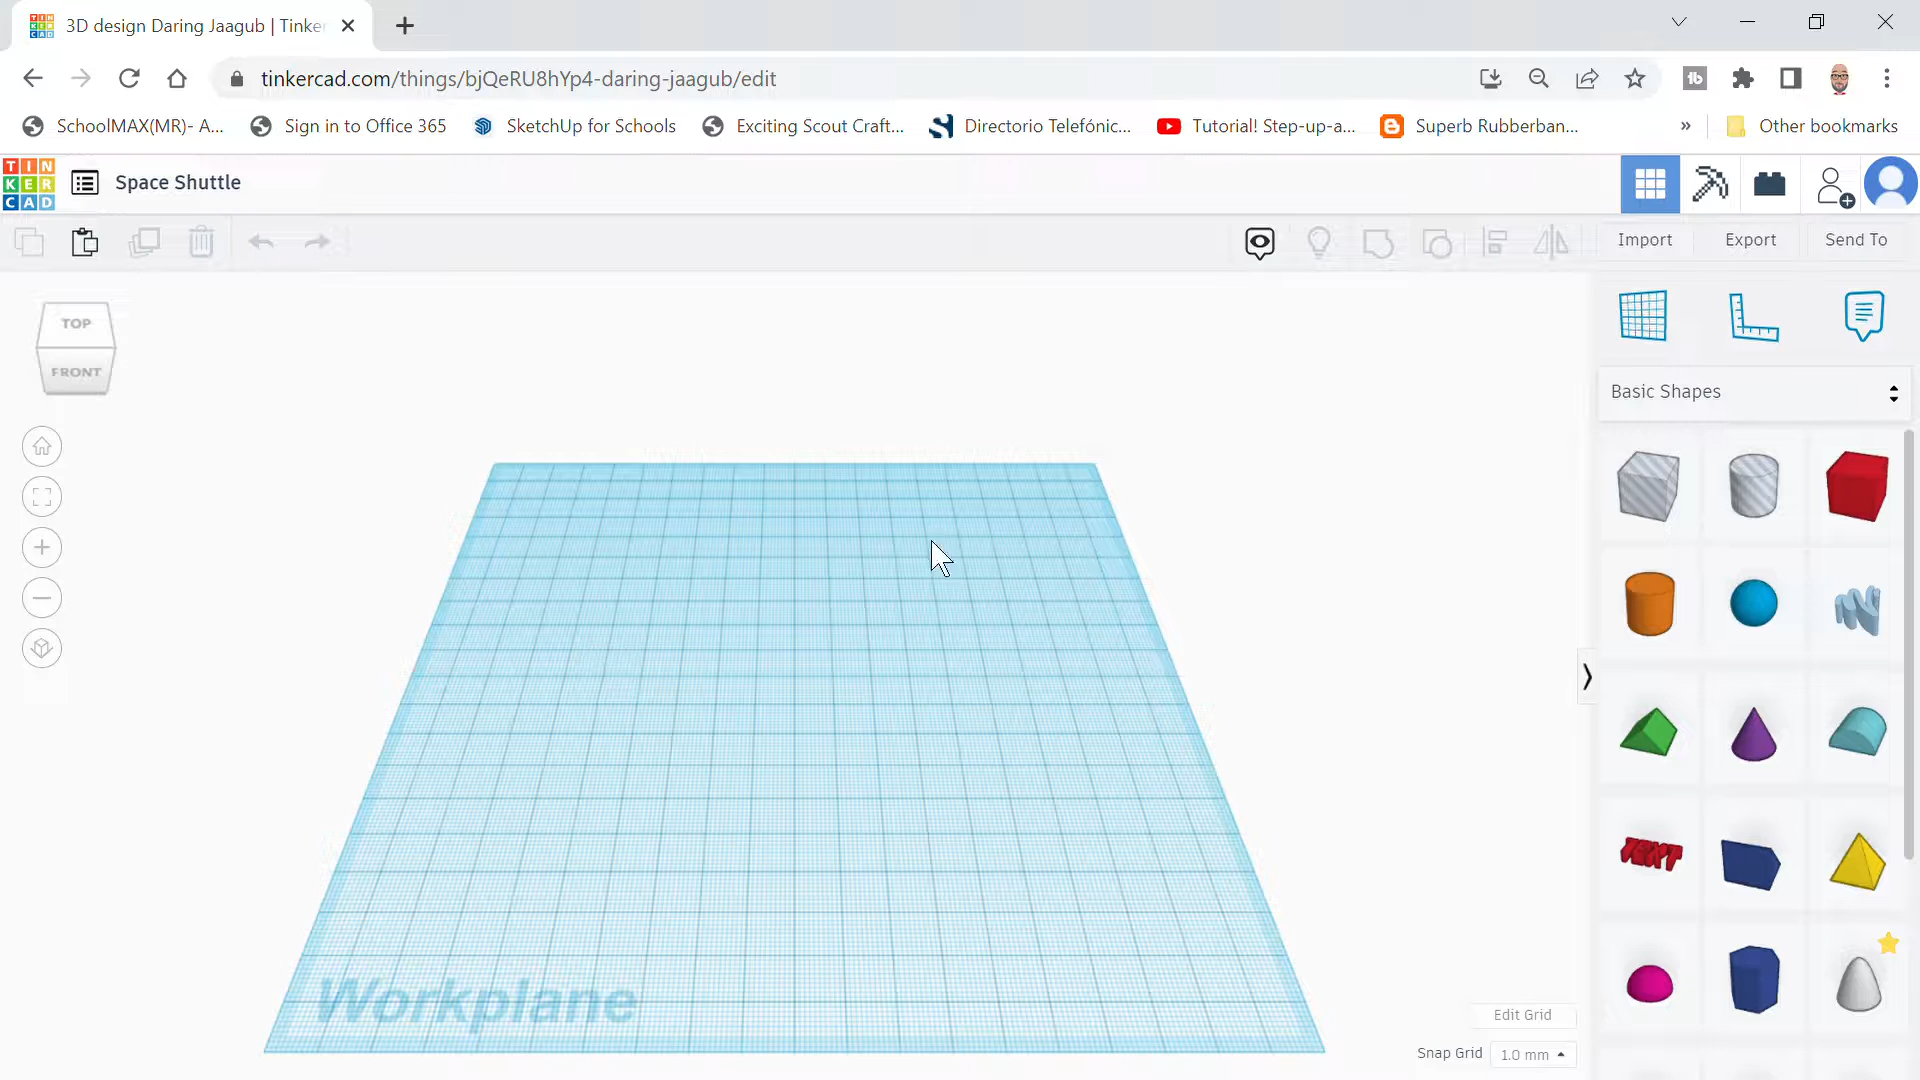 3D design Daring Jaagub | Tinker
tinkercad.com/things/bjQeRU8hYp4-daring-jaagub/edit
SchoolMAX(MR)- A...
Sign in to Office 365
SketchUp for Schools
Exciting Scout Craft...
Directorio Telefónic...
Tutorial! Step-up-a...
Superb Rubberban...
»
Other bookmarks
TIN
KER
CAD
Space Shuttle
Import
Export
Send To
TOP
FRONT
Basic Shapes
TEXT
Workplane
Edit Grid
Snap Grid
1.0 mm